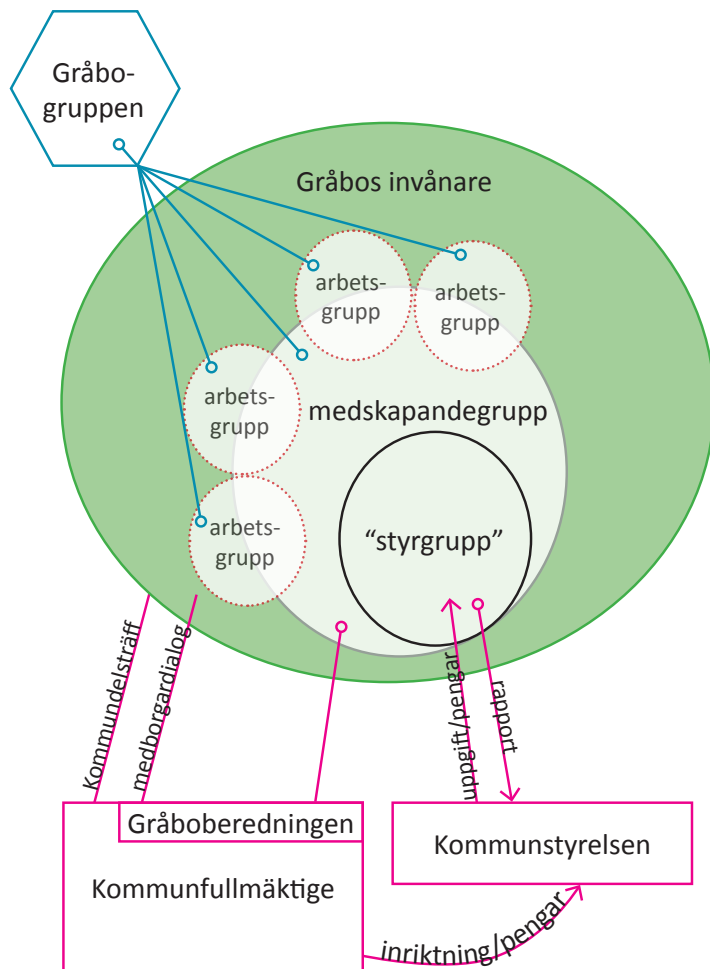 Gråbo-
gruppen
Gråbos invånare
arbets-
grupp
arbets-
grupp
arbets-
grupp
medskapandegrupp
arbets-
grupp
“styrgrupp”
Kommundelsträff
medborgardialog
uppgift/pengar
rapport
Gråboberedningen
Kommunfullmäktige
Kommunstyrelsen
inriktning/pengar